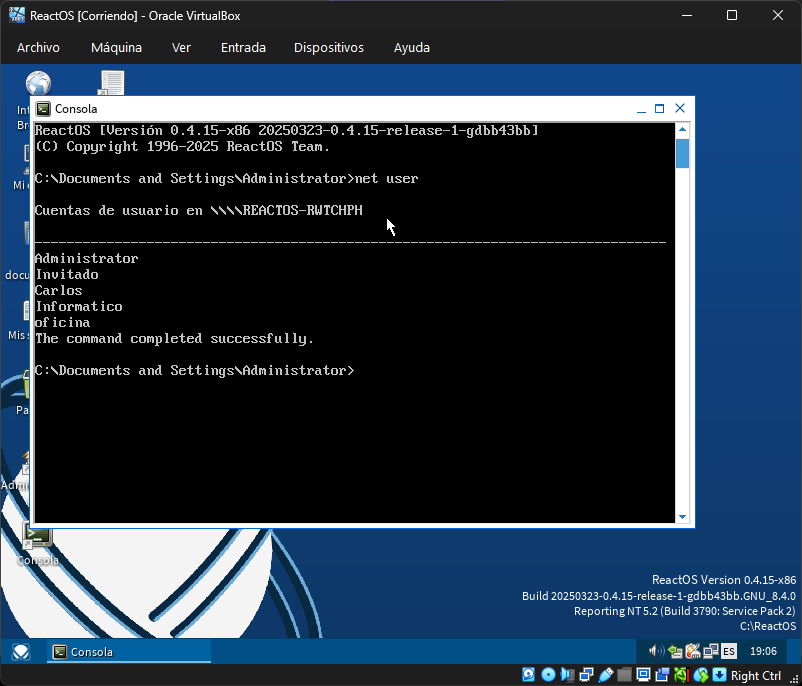 ReactOS [Corriendo] - Oracle VirtualBox
Archivo Máquina Ver Entrada Dispositivos Ayuda
Consola
ReactOS [Versión 0.4.15-x86 20250323-0.4.15-release-1-gdbb43bb]
(C) Copyright 1996-2025 ReactOS Team.
C:\Documents and Settings\Administrator>net user
Cuentas de usuario en \\\\REACTOS-RWTCHPH
--------------------------------------------------------------------------------
Administrator
Invitado
Carlos
Informatico
oficina
The command completed successfully.
C:\Documents and Settings\Administrator>
Int
Br
Mi
docu
Mis s
Pa
Admi
Consola
ReactOS Version 0.4.15-x86
Build 20250323-0.4.15-release-1-gdbb43bb.GNU_8.4.0
Reporting NT 5.2 (Build 3790: Service Pack 2)
C:\ReactOS
Consola
ES
19:06
Right Ctrl